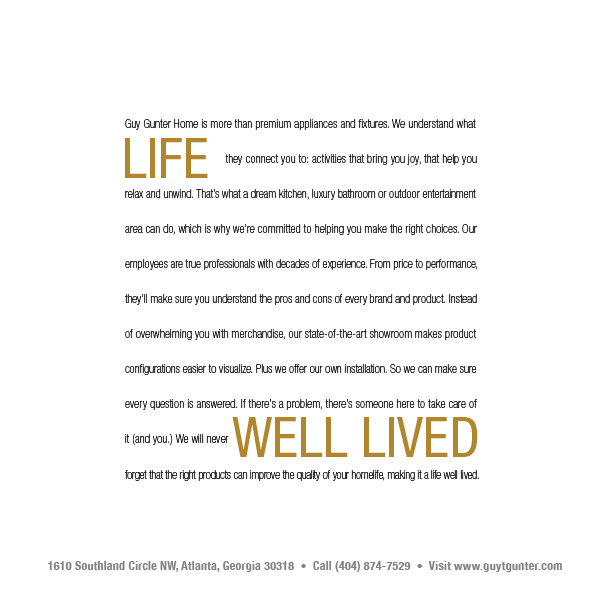 Guy Gunter Home is more than premium appliances and fixtures. We understand what
LIFE they connect you to: activities that bring you joy, that help you
relax and unwind. That's what a dream kitchen, luxury bathroom or outdoor entertainment
area can do, which is why we're committed to helping you make the right choices. Our
employees are true professionals with decades of experience. From price to performance,
they'll make sure you understand the pros and cons of every brand and product. Instead
of overwhelming you with merchandise, our state-of-the-art showroom makes product
configurations easier to visualize. Plus we offer our own installation. So we can make sure
every question is answered. If there's a problem, there's someone here to take care of
it (and you.) We will never WELL LIVED
forget that the right products can improve the quality of your homelife, making it a life well lived.
1610 Southland Circle NW, Atlanta, Georgia 30318 • Call (404) 874-7529 • Visit www.guytgunter.com